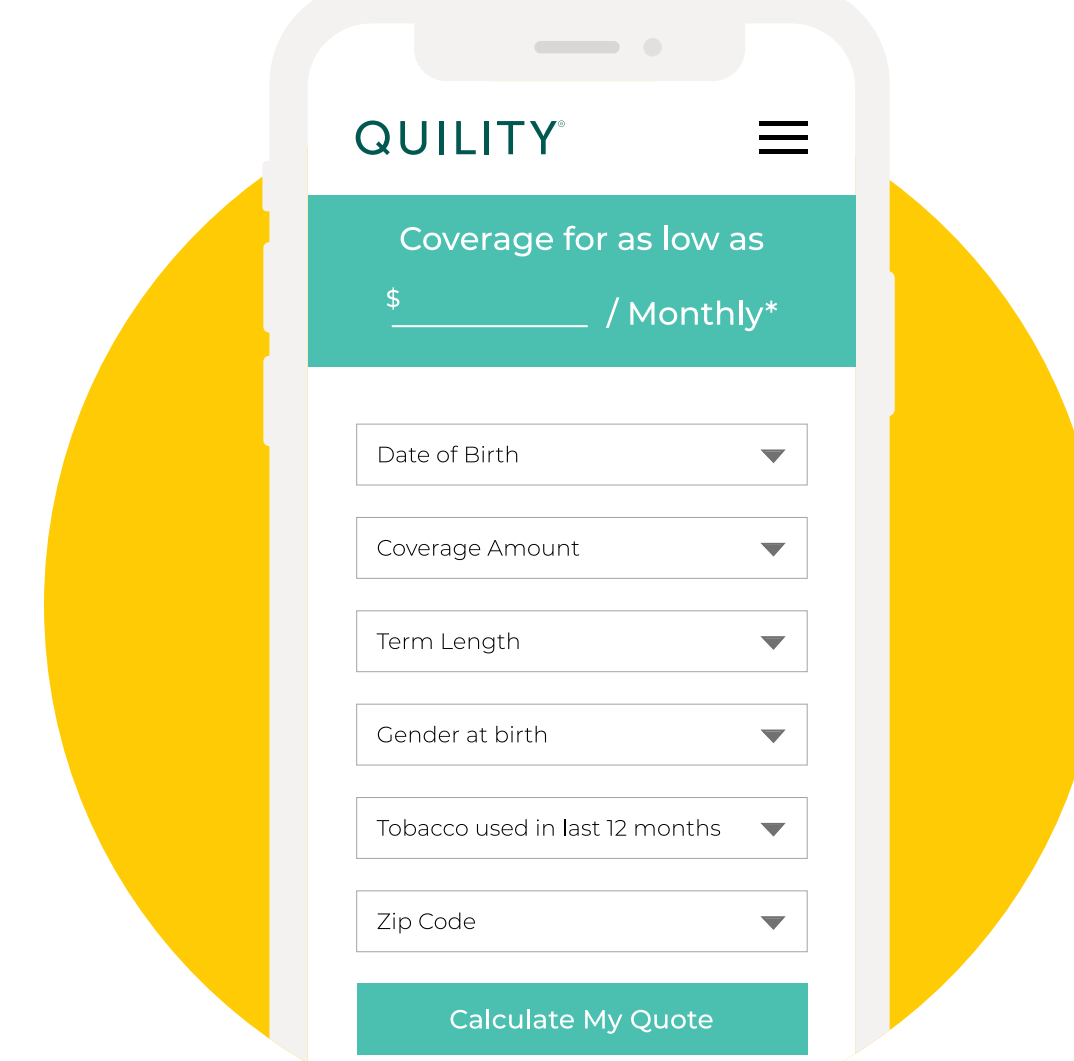 QUILITY®
Coverage for as low as
$ / Monthly*
Date of Birth
Coverage Amount
Term Length
Gender at birth
Tobacco used in last 12 months
Zip Code
Calculate My Quote